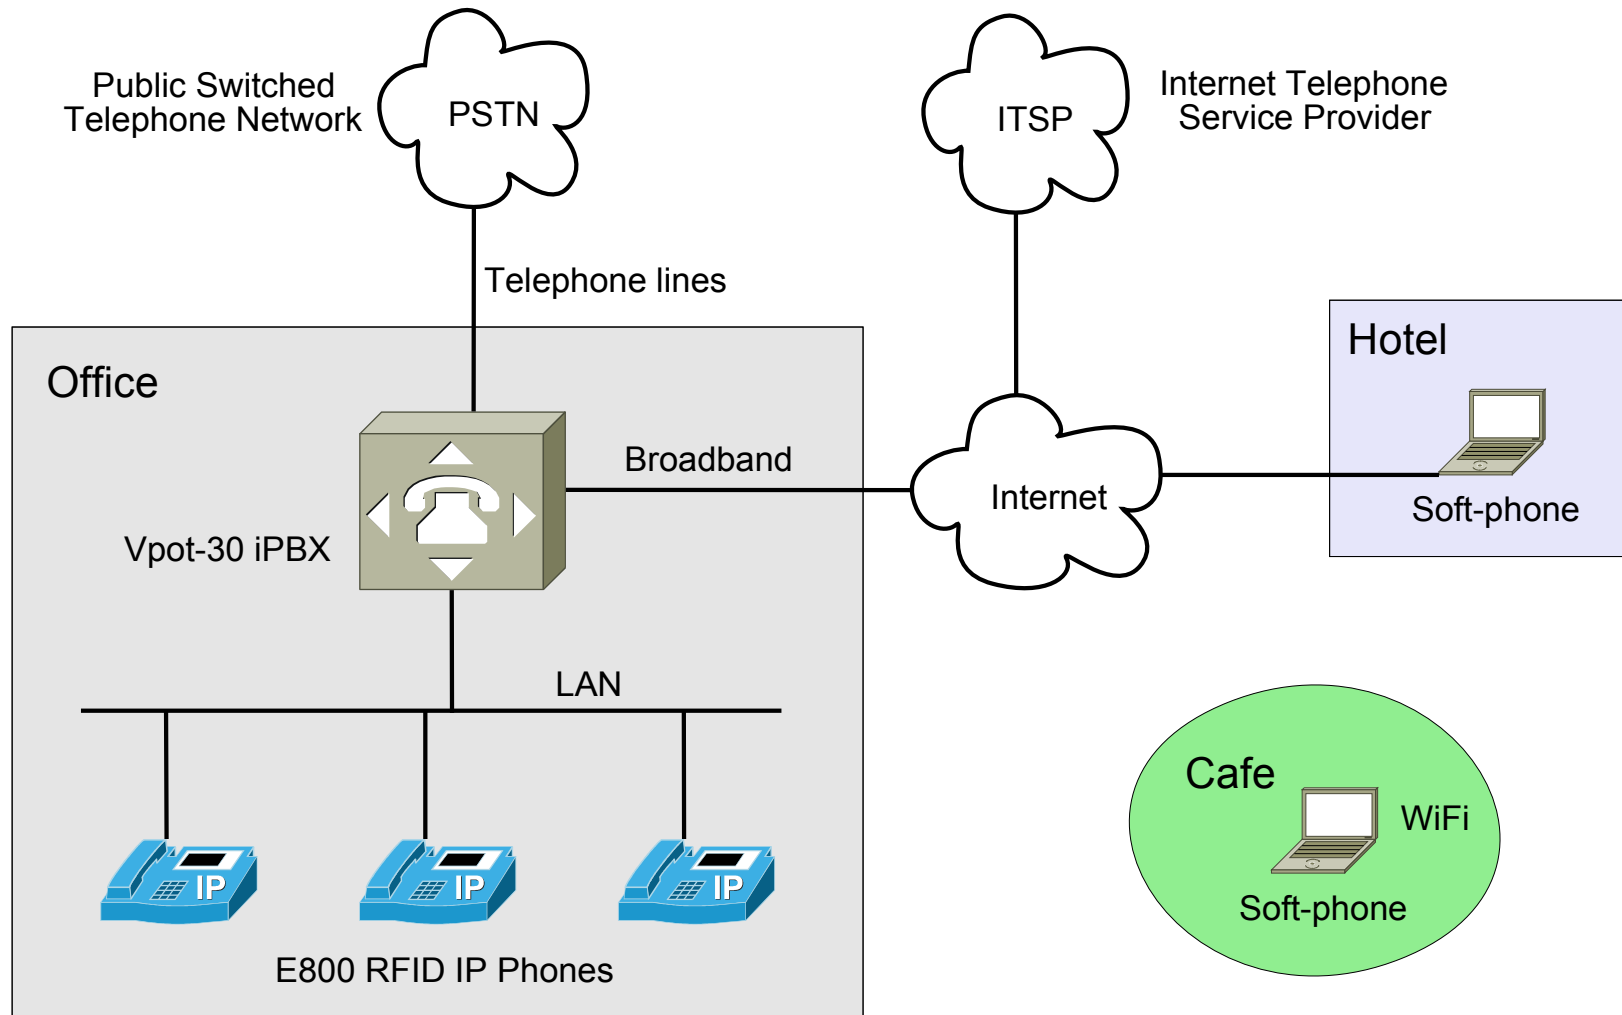 Public Switched
Telephone Network
PSTN
ITSP
Internet Telephone
Service Provider
Telephone lines
Office
Hotel
Broadband
Internet
Soft-phone
Vpot-30 iPBX
LAN
Cafe
WiFi
IP
IP
IP
Soft-phone
E800 RFID IP Phones